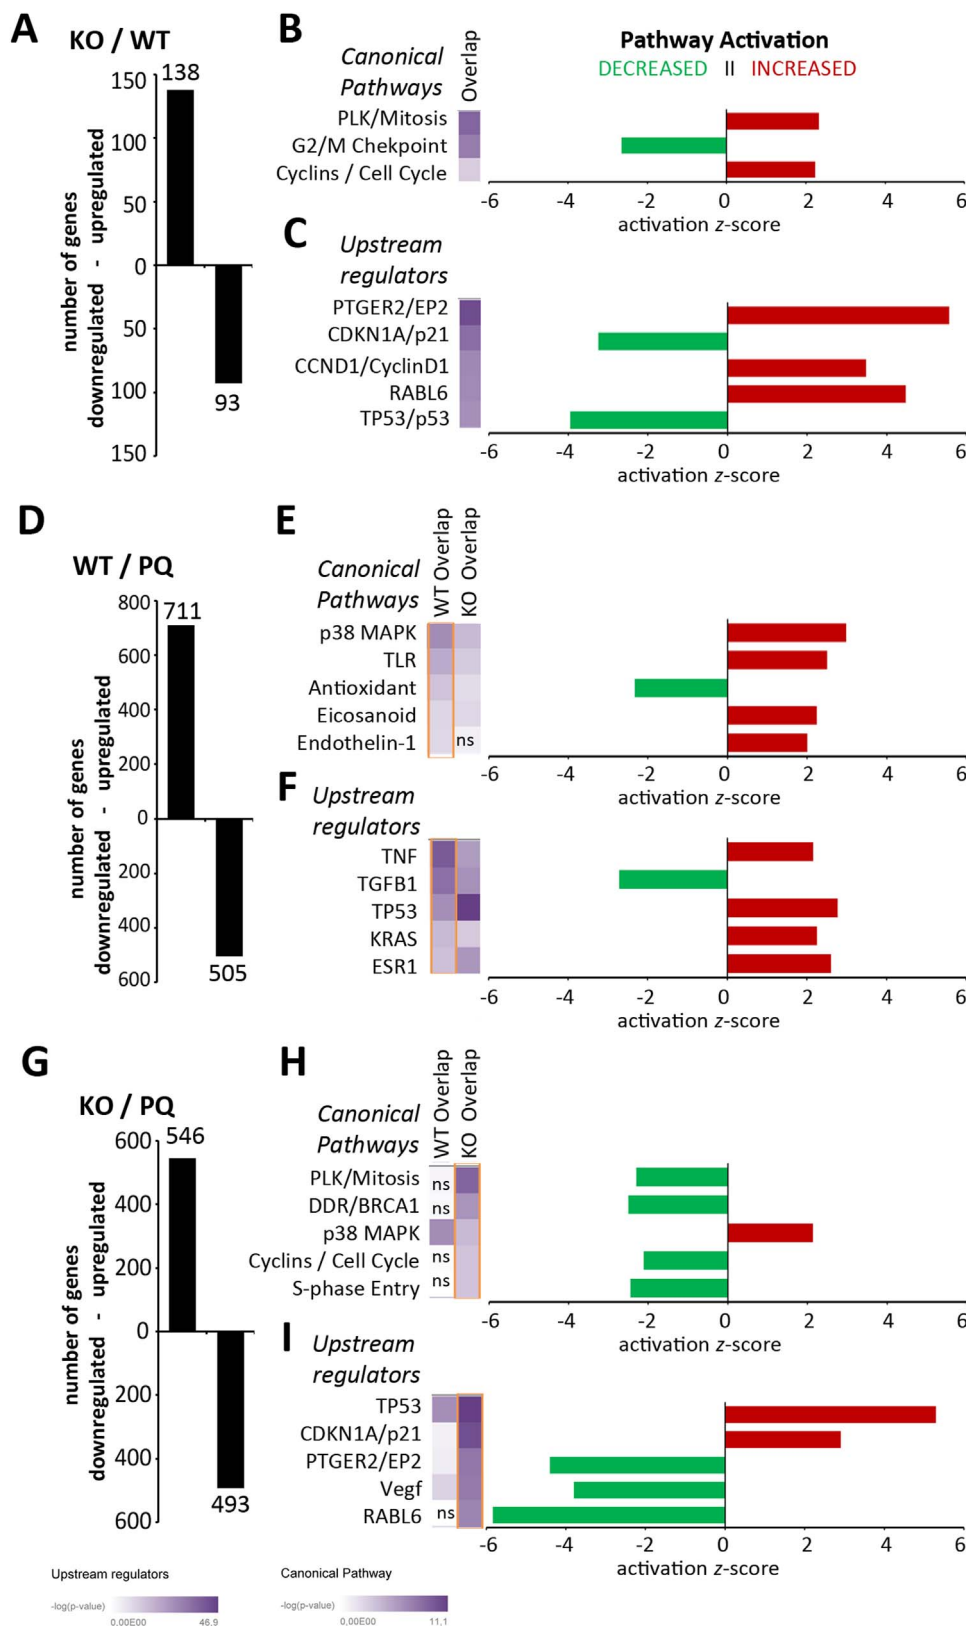 A
KO / WT
150
138
100
50
0
50
100
93
150
number of genes
downregulated - upregulated
B
Canonical
Pathways
Overlap
Pathway Activation
DECREASED II INCREASED
PLK/Mitosis
G2/M Chekpoint
Cyclins / Cell Cycle
-6 -4 -2 0 2 4 6
activation z-score
C
Upstream
regulators
PTGER2/EP2
CDKN1A/p21
CCND1/CyclinD1
RABL6
TP53/p53
-6 -4 -2 0 2 4 6
activation z-score
D
WT / PQ
800
711
600
400
200
0
200
400
505
600
number of genes
downregulated - upregulated
E
Canonical
Pathways
WT Overlap
KO Overlap
p38 MAPK
TLR
Antioxidant
Eicosanoid
Endothelin-1 ns
-6 -4 -2 0 2 4 6
activation z-score
F
Upstream
regulators
TNF
TGFB1
TP53
KRAS
ESR1
-6 -4 -2 0 2 4 6
activation z-score
G
KO / PQ
600
546
400
200
0
200
400
493
600
number of genes
downregulated - upregulated
H
Canonical
Pathways
WT Overlap
KO Overlap
PLK/Mitosis ns
DDR/BRCA1 ns
p38 MAPK
Cyclins / Cell Cycle ns
S-phase Entry ns
-6 -4 -2 0 2 4 6
activation z-score
I
Upstream
regulators
TP53
CDKN1A/p21
PTGER2/EP2
Vegf
RABL6 ns
-6 -4 -2 0 2 4 6
activation z-score
Upstream regulators
-log(p-value)
0.00E00 46.9
Canonical Pathway
-log(p-value)
0,00E00 11,1